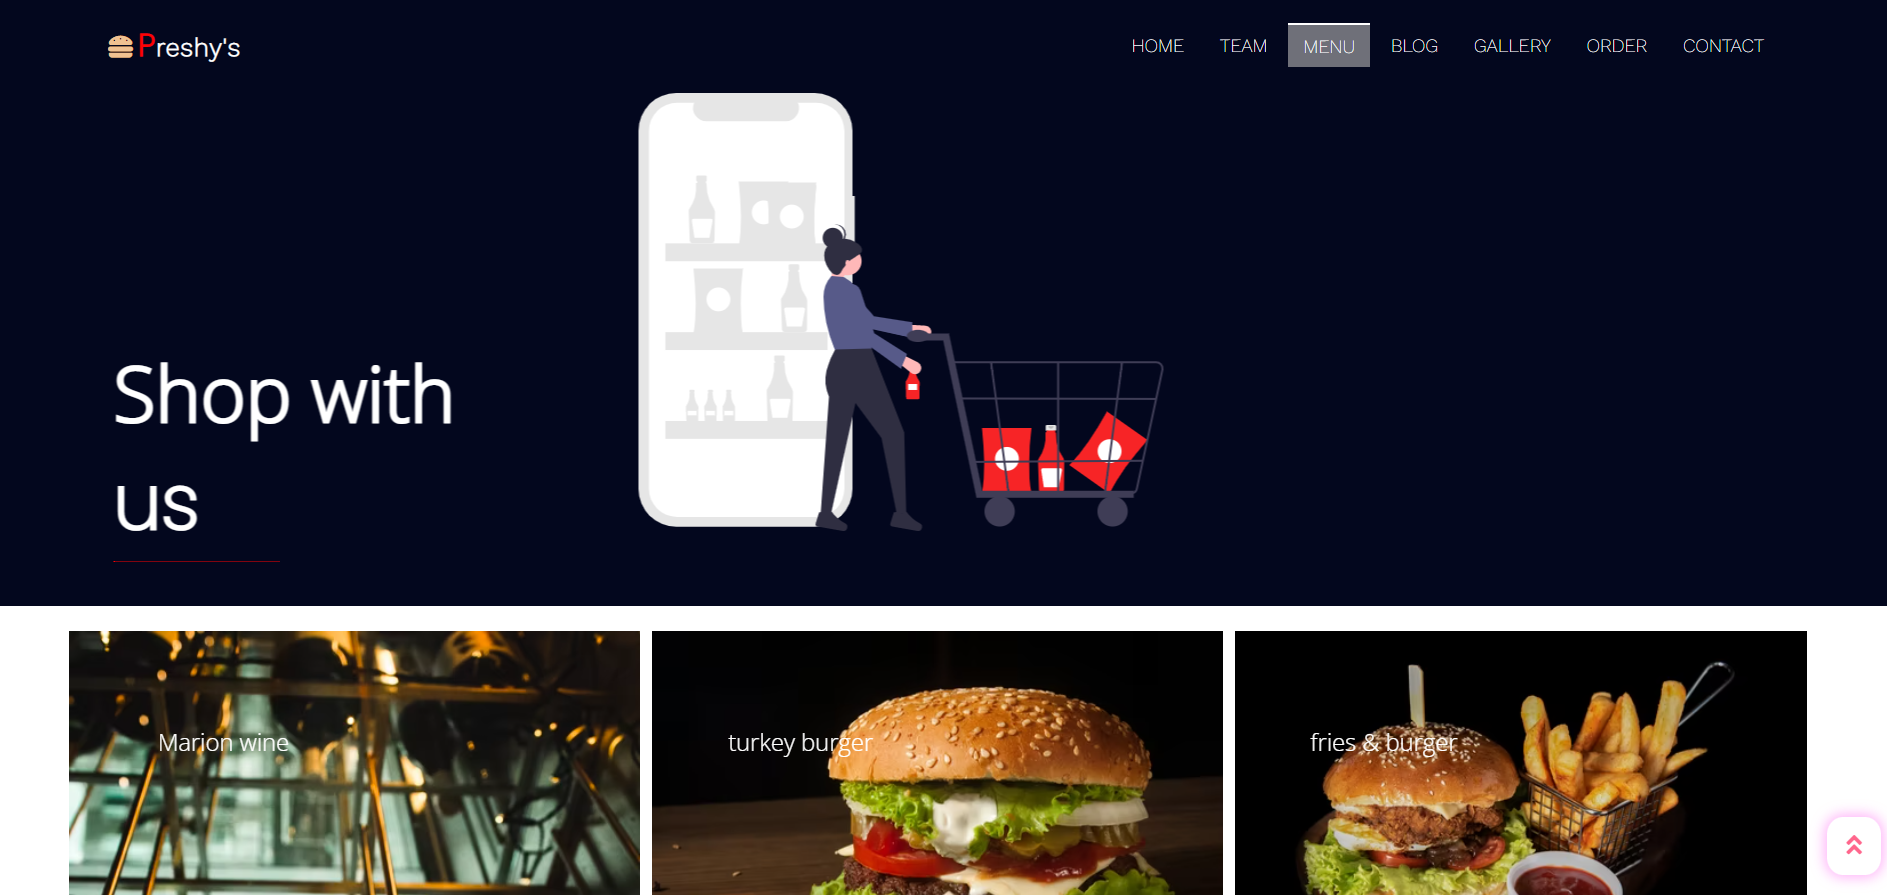 Preshy's
HOME TEAM MENU BLOG GALLERY ORDER CONTACT
Shop with
us
Marion wine
turkey burger
fries & burger